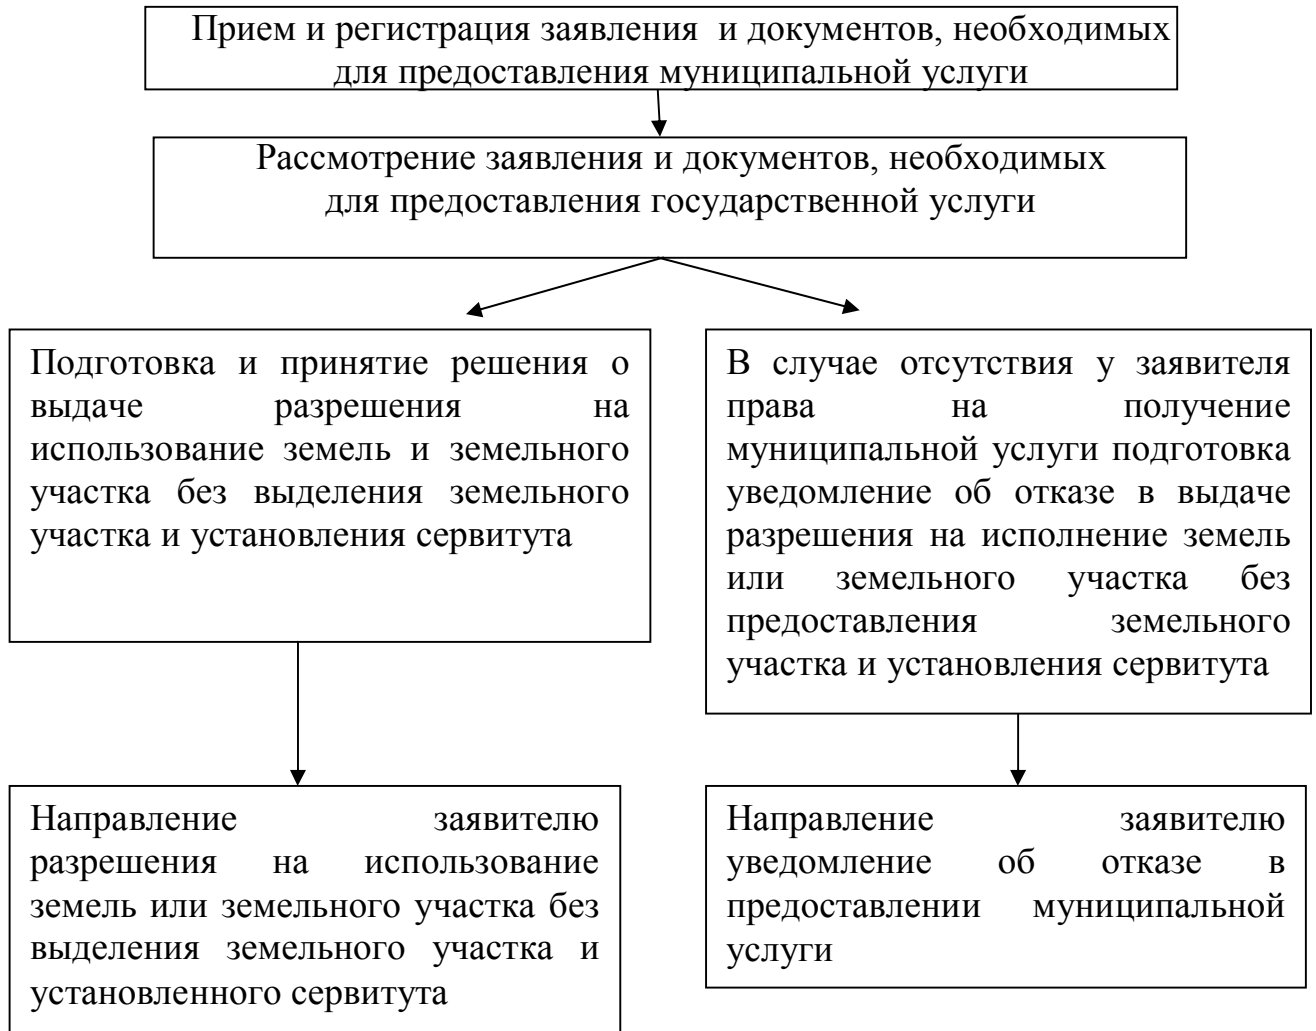 Прием и регистрация заявления и документов, необходимых
для предоставления муниципальной услуги
Рассмотрение заявления и документов, необходимых
для предоставления государственной услуги
Подготовка и принятие решения о
выдаче разрешения на
использование земель и земельного
участка без выделения земельного
участка и установления сервитута
В случае отсутствия у заявителя
права на получение
муниципальной услуги подготовка
уведомление об отказе в выдаче
разрешения на исполнение земель
или земельного участка без
предоставления земельного
участка и установления сервитута
Направление заявителю
разрешения на использование
земель или земельного участка без
выделения земельного участка и
установленного сервитута
Направление заявителю
уведомление об отказе в
предоставлении муниципальной
услуги